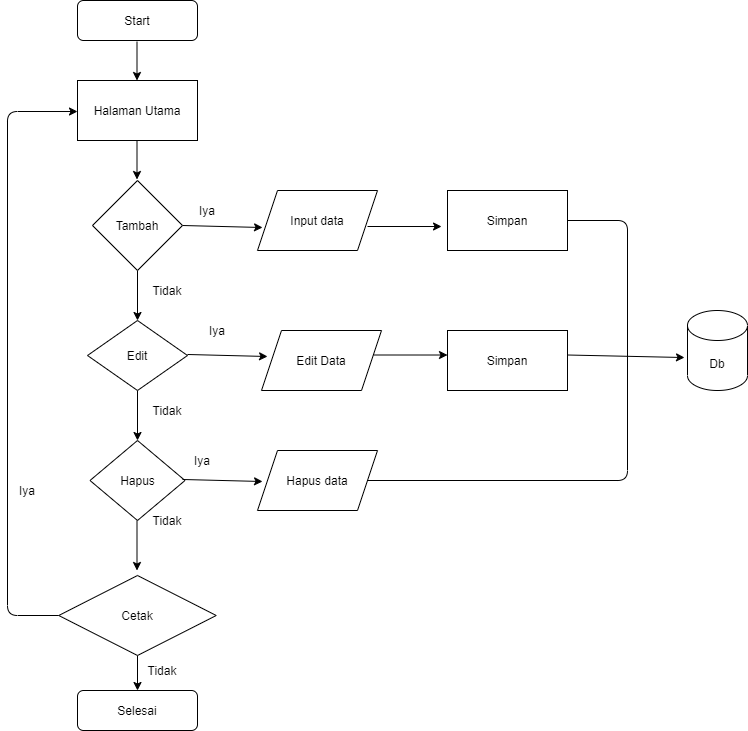 Start
Halaman Utama
Tambah
Iya
Input data
Simpan
Tidak
Edit
Iya
Edit Data
Simpan
Db
Tidak
Hapus
Iya
Hapus data
Tidak
Iya
Cetak
Tidak
Selesai